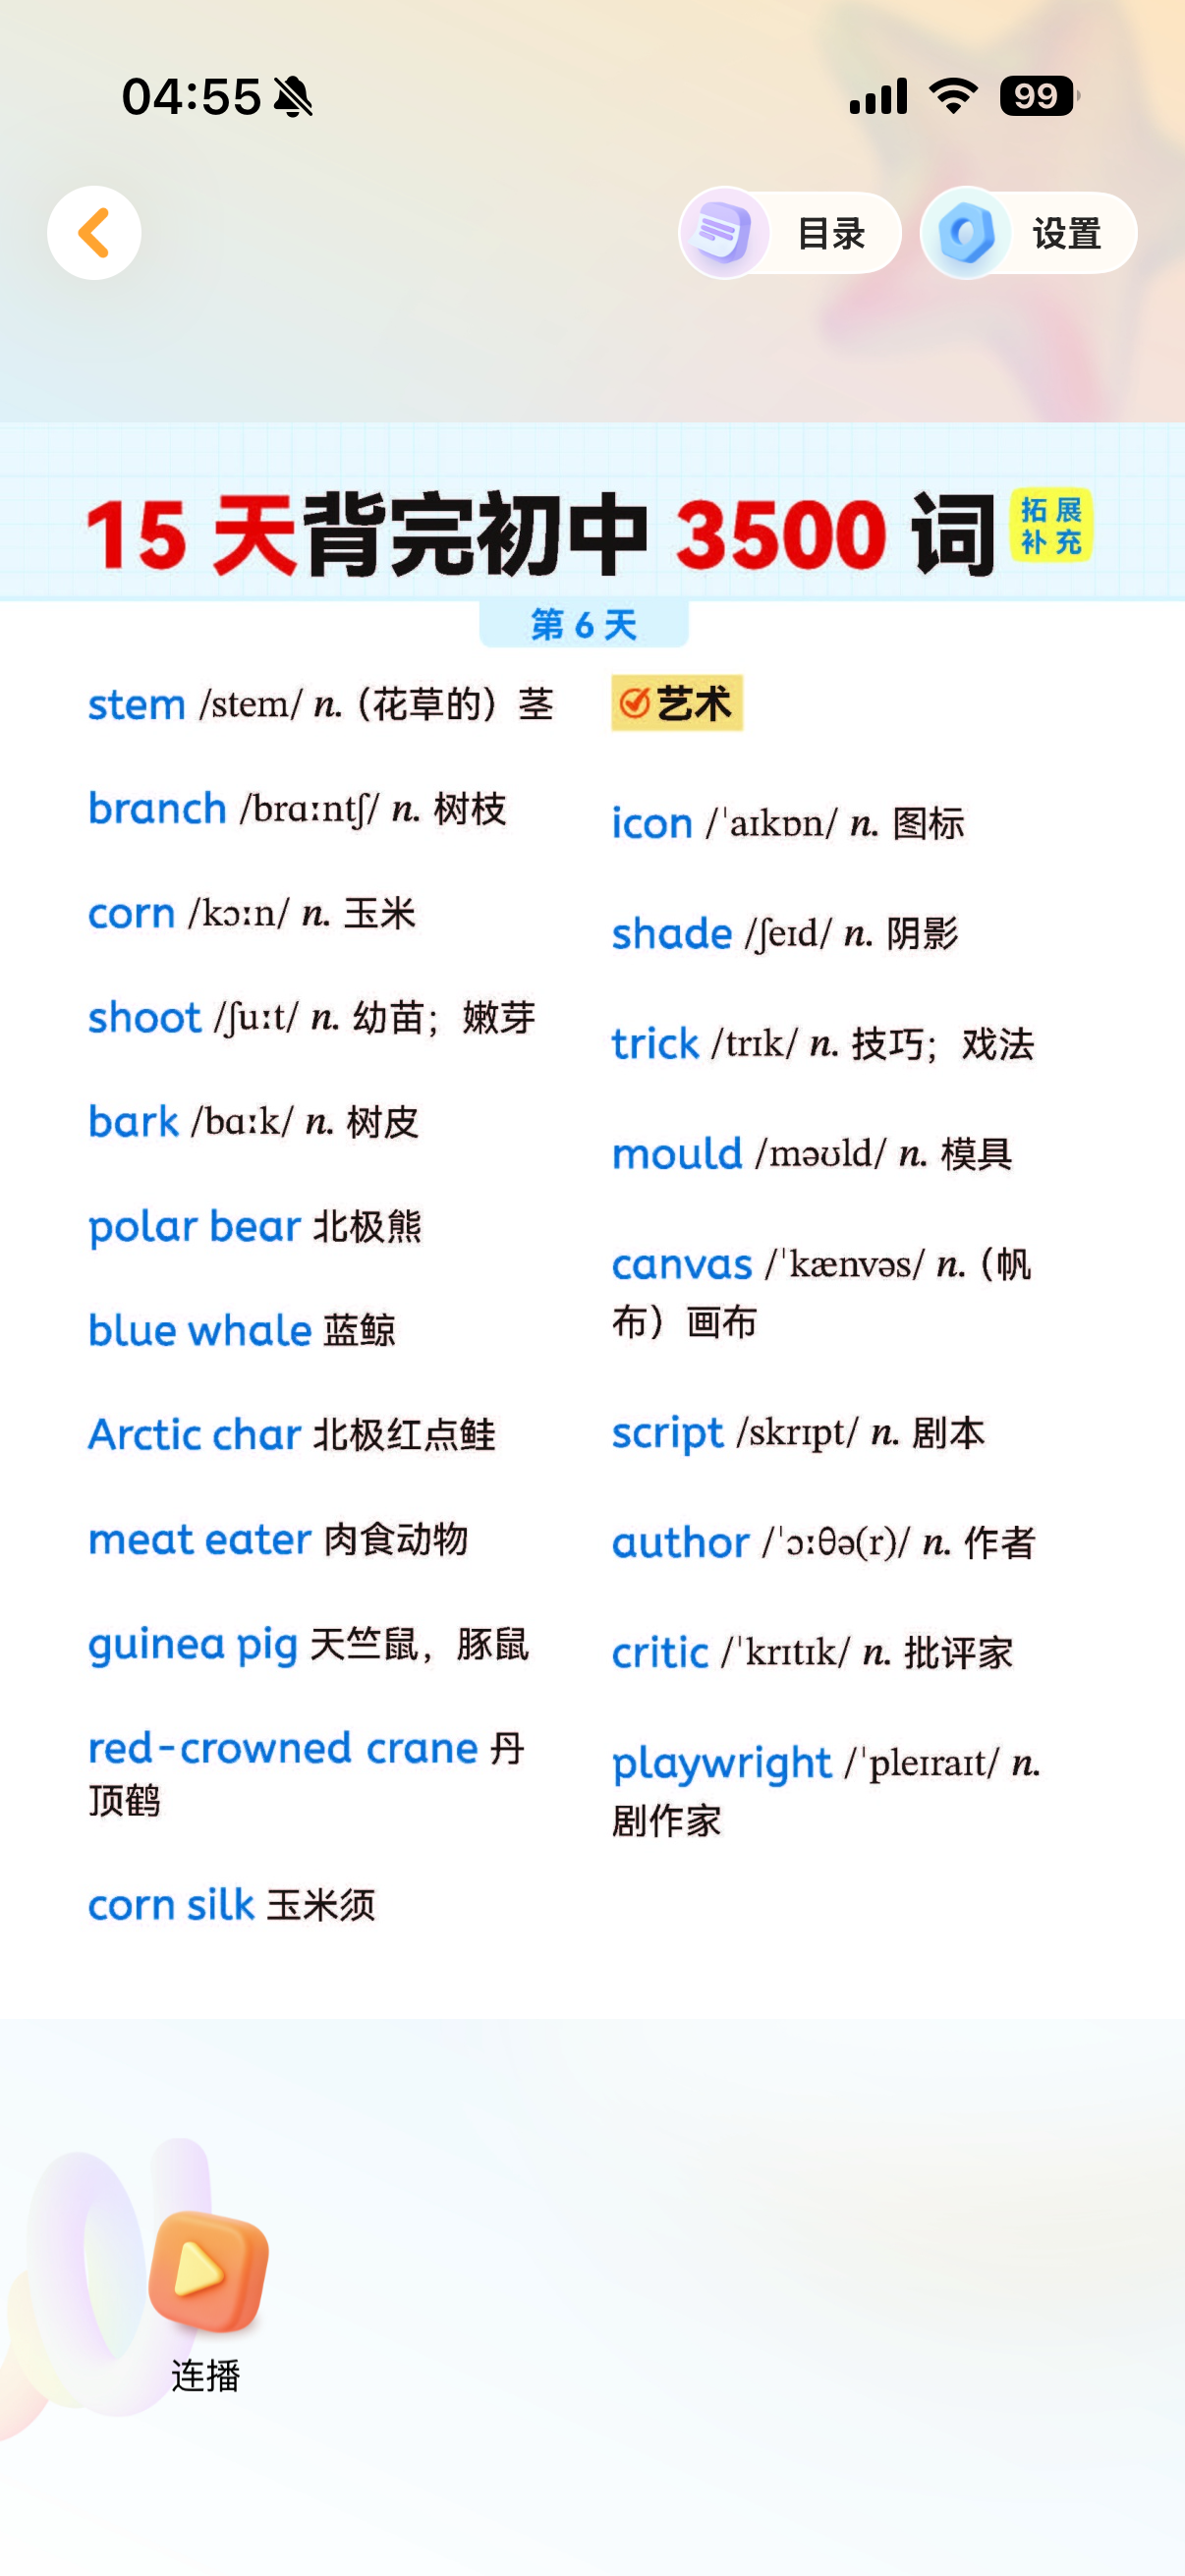 04:55
99
目录
设置
15 天背完初中 3500 词
拓展
补充
第 6 天
stem /stem/ n.（花草的）茎
branch /brɑːntʃ/ n. 树枝
corn /kɔːn/ n. 玉米
shoot /ʃuːt/ n. 幼苗；嫩芽
bark /bɑːk/ n. 树皮
polar bear 北极熊
blue whale 蓝鲸
Arctic char 北极红点鲑
meat eater 肉食动物
guinea pig 天竺鼠，豚鼠
red-crowned crane 丹
顶鹤
corn silk 玉米须
艺术
icon /ˈaɪkɒn/ n. 图标
shade /ʃeɪd/ n. 阴影
trick /trɪk/ n. 技巧；戏法
mould /məʊld/ n. 模具
canvas /ˈkænvəs/ n.（帆
布）画布
script /skrɪpt/ n. 剧本
author /ˈɔːθə(r)/ n. 作者
critic /ˈkrɪtɪk/ n. 批评家
playwright /ˈpleɪraɪt/ n.
剧作家
连播